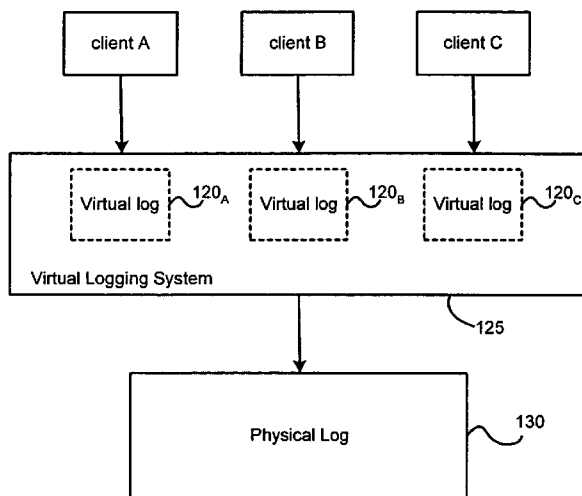 client A
client B
client C
Virtual log
120A
Virtual log
120B
Virtual log
120C
Virtual Logging System
125
Physical Log
130